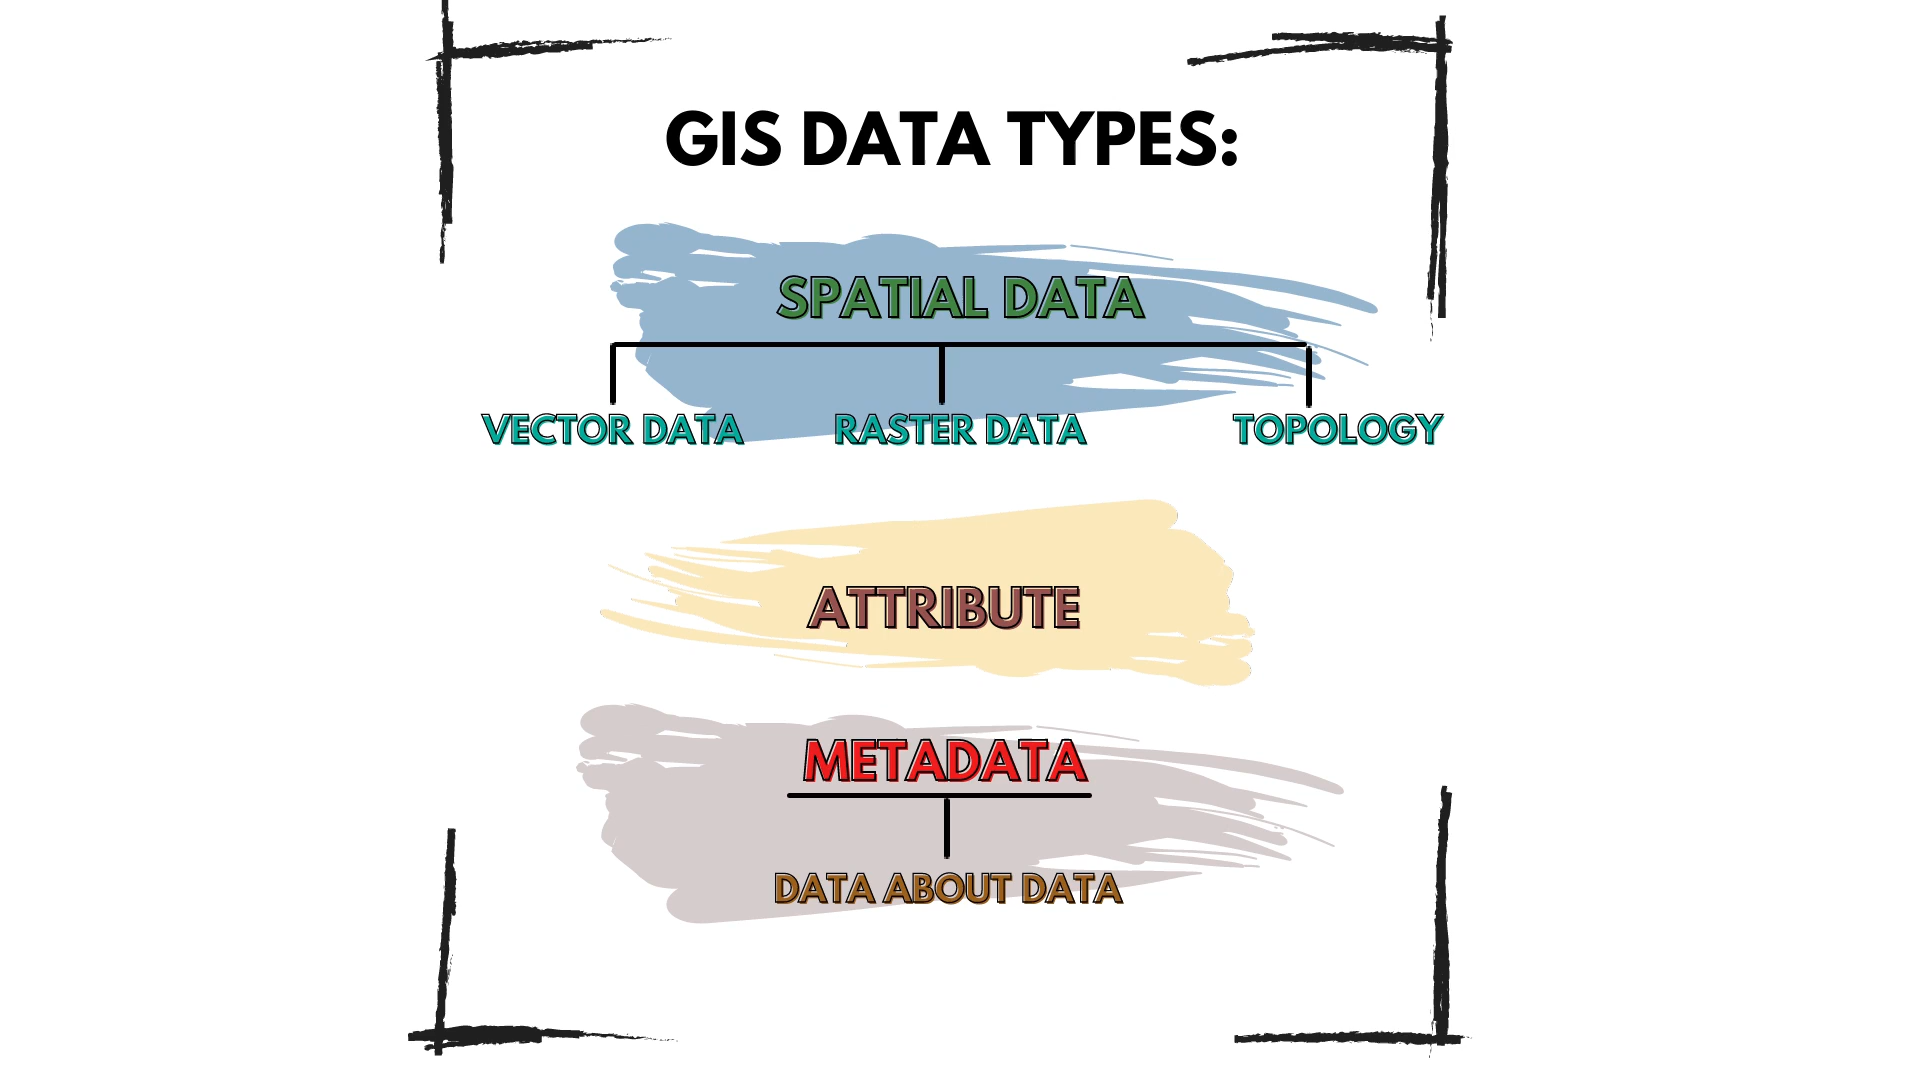 GIS DATA TYPES:
SPATIAL DATA
VECTOR DATA
RASTER DATA
TOPOLOGY
ATTRIBUTE
METADATA
DATA ABOUT DATA